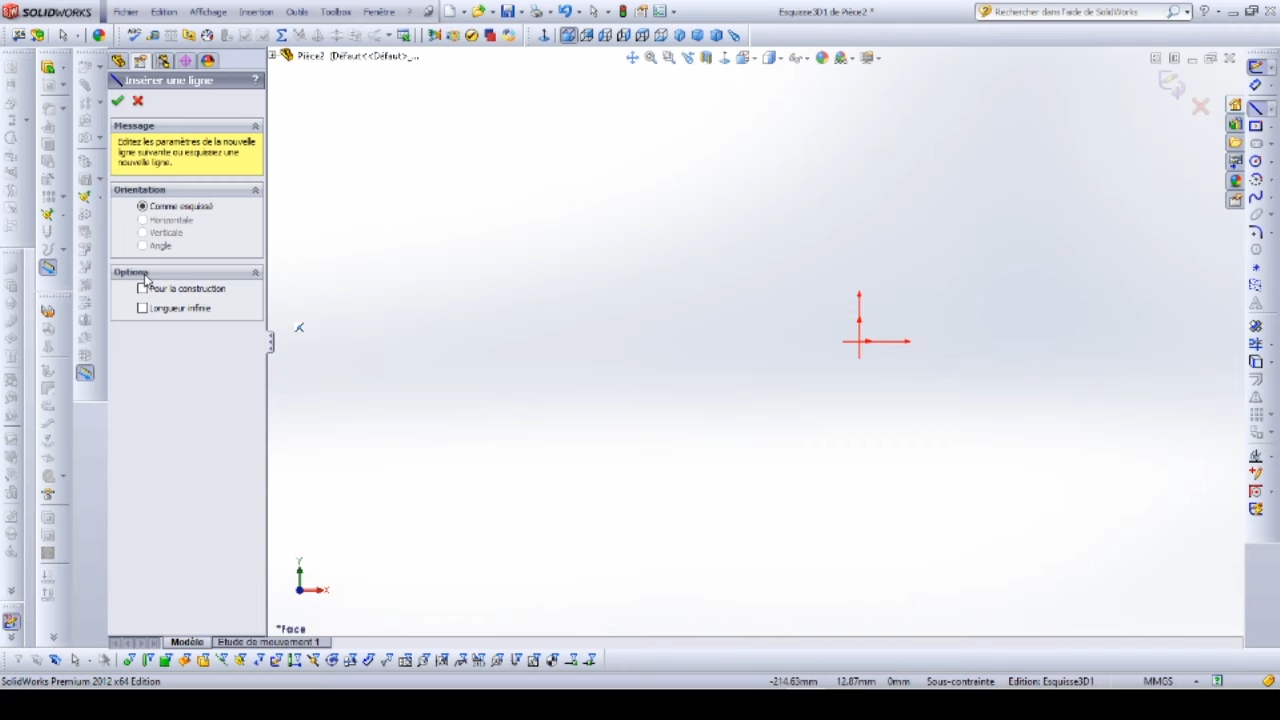 SOLIDWORKS Fichier Edition Affichage Insertion Outils Toolbox Fenêtre ? Esquisse3D1 de Pièce2 * Rechercher dans l'aide de SolidWorks
Pièce2 (Défaut<<Défaut>_...
Insérer une ligne ?
Message
Editez les paramètres de la nouvelle
ligne suivante ou esquissez une
nouvelle ligne.
Orientation
Comme esquissé
Horizontale
Verticale
Angle
Options
Pour la construction
Longueur infinie
Y
X
*Face
Modèle Etude de mouvement 1
SolidWorks Premium 2012 x64 Edition -214.63mm 12.87mm 0mm Sous-contrainte Edition: Esquisse3D1 MMGS